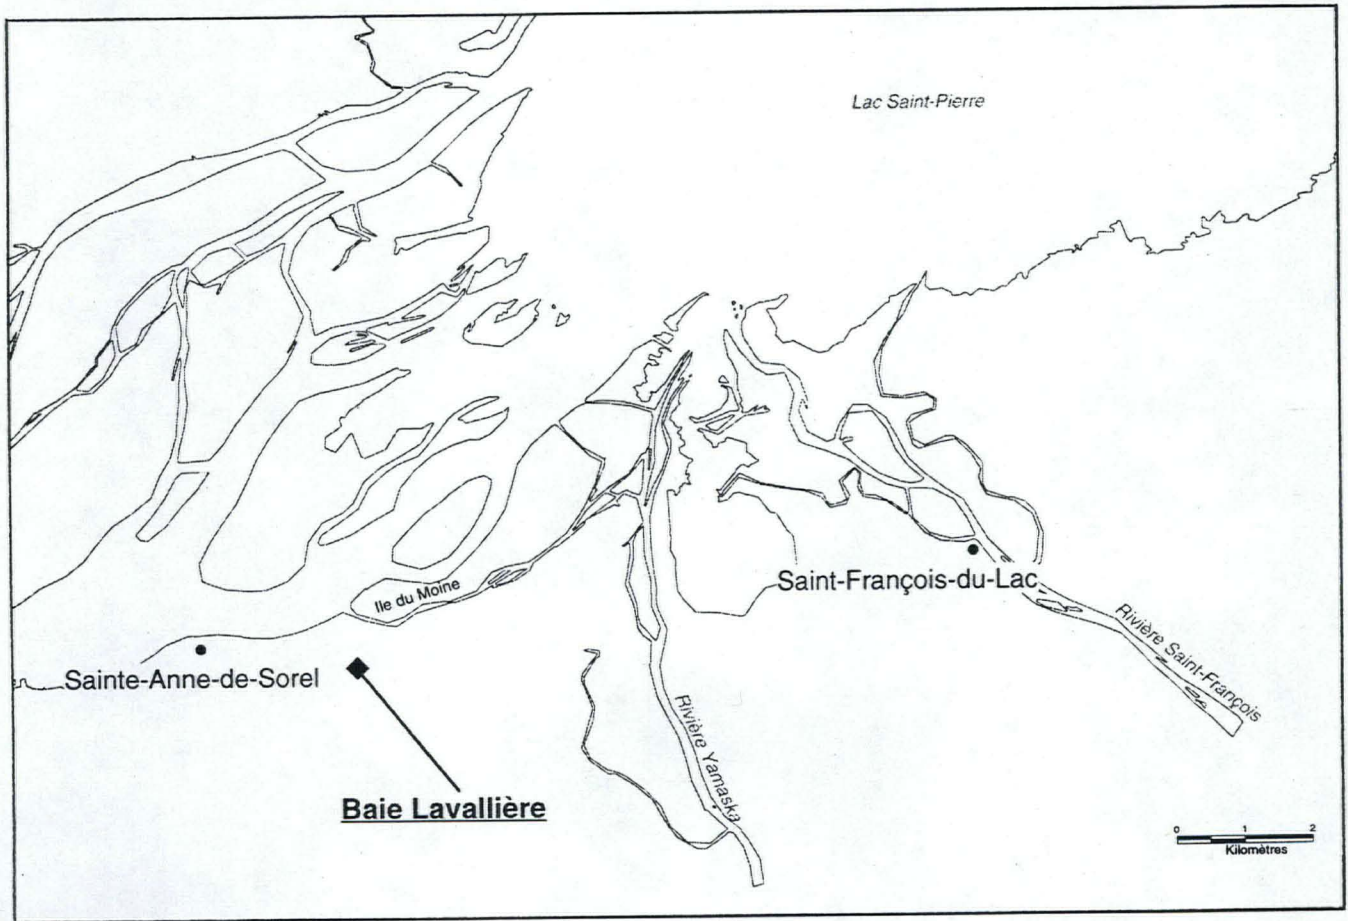 Lac Saint-Pierre
Ile du Moine
Saint-François-du-Lac
Rivière Saint-François
Sainte-Anne-de-Sorel
Rivière Yamaska
Baie Lavallière
0 1 2
Kilomètres